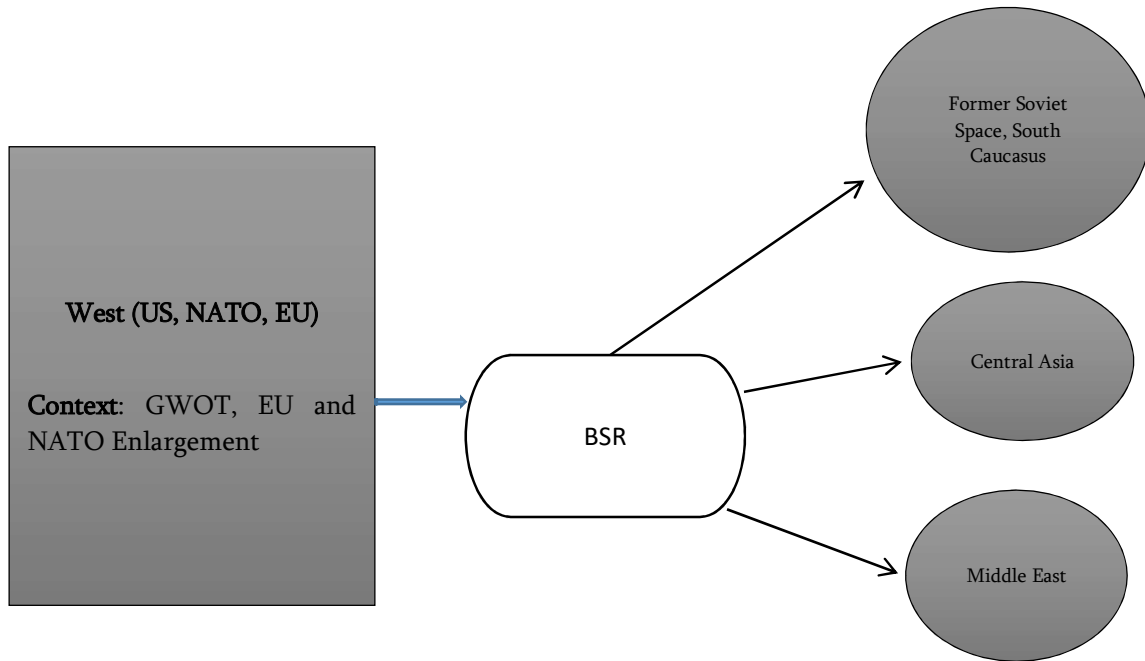 West (US, NATO, EU)
Context: GWOT, EU and
NATO Enlargement
BSR
Former Soviet
Space, South
Caucasus
Central Asia
Middle East